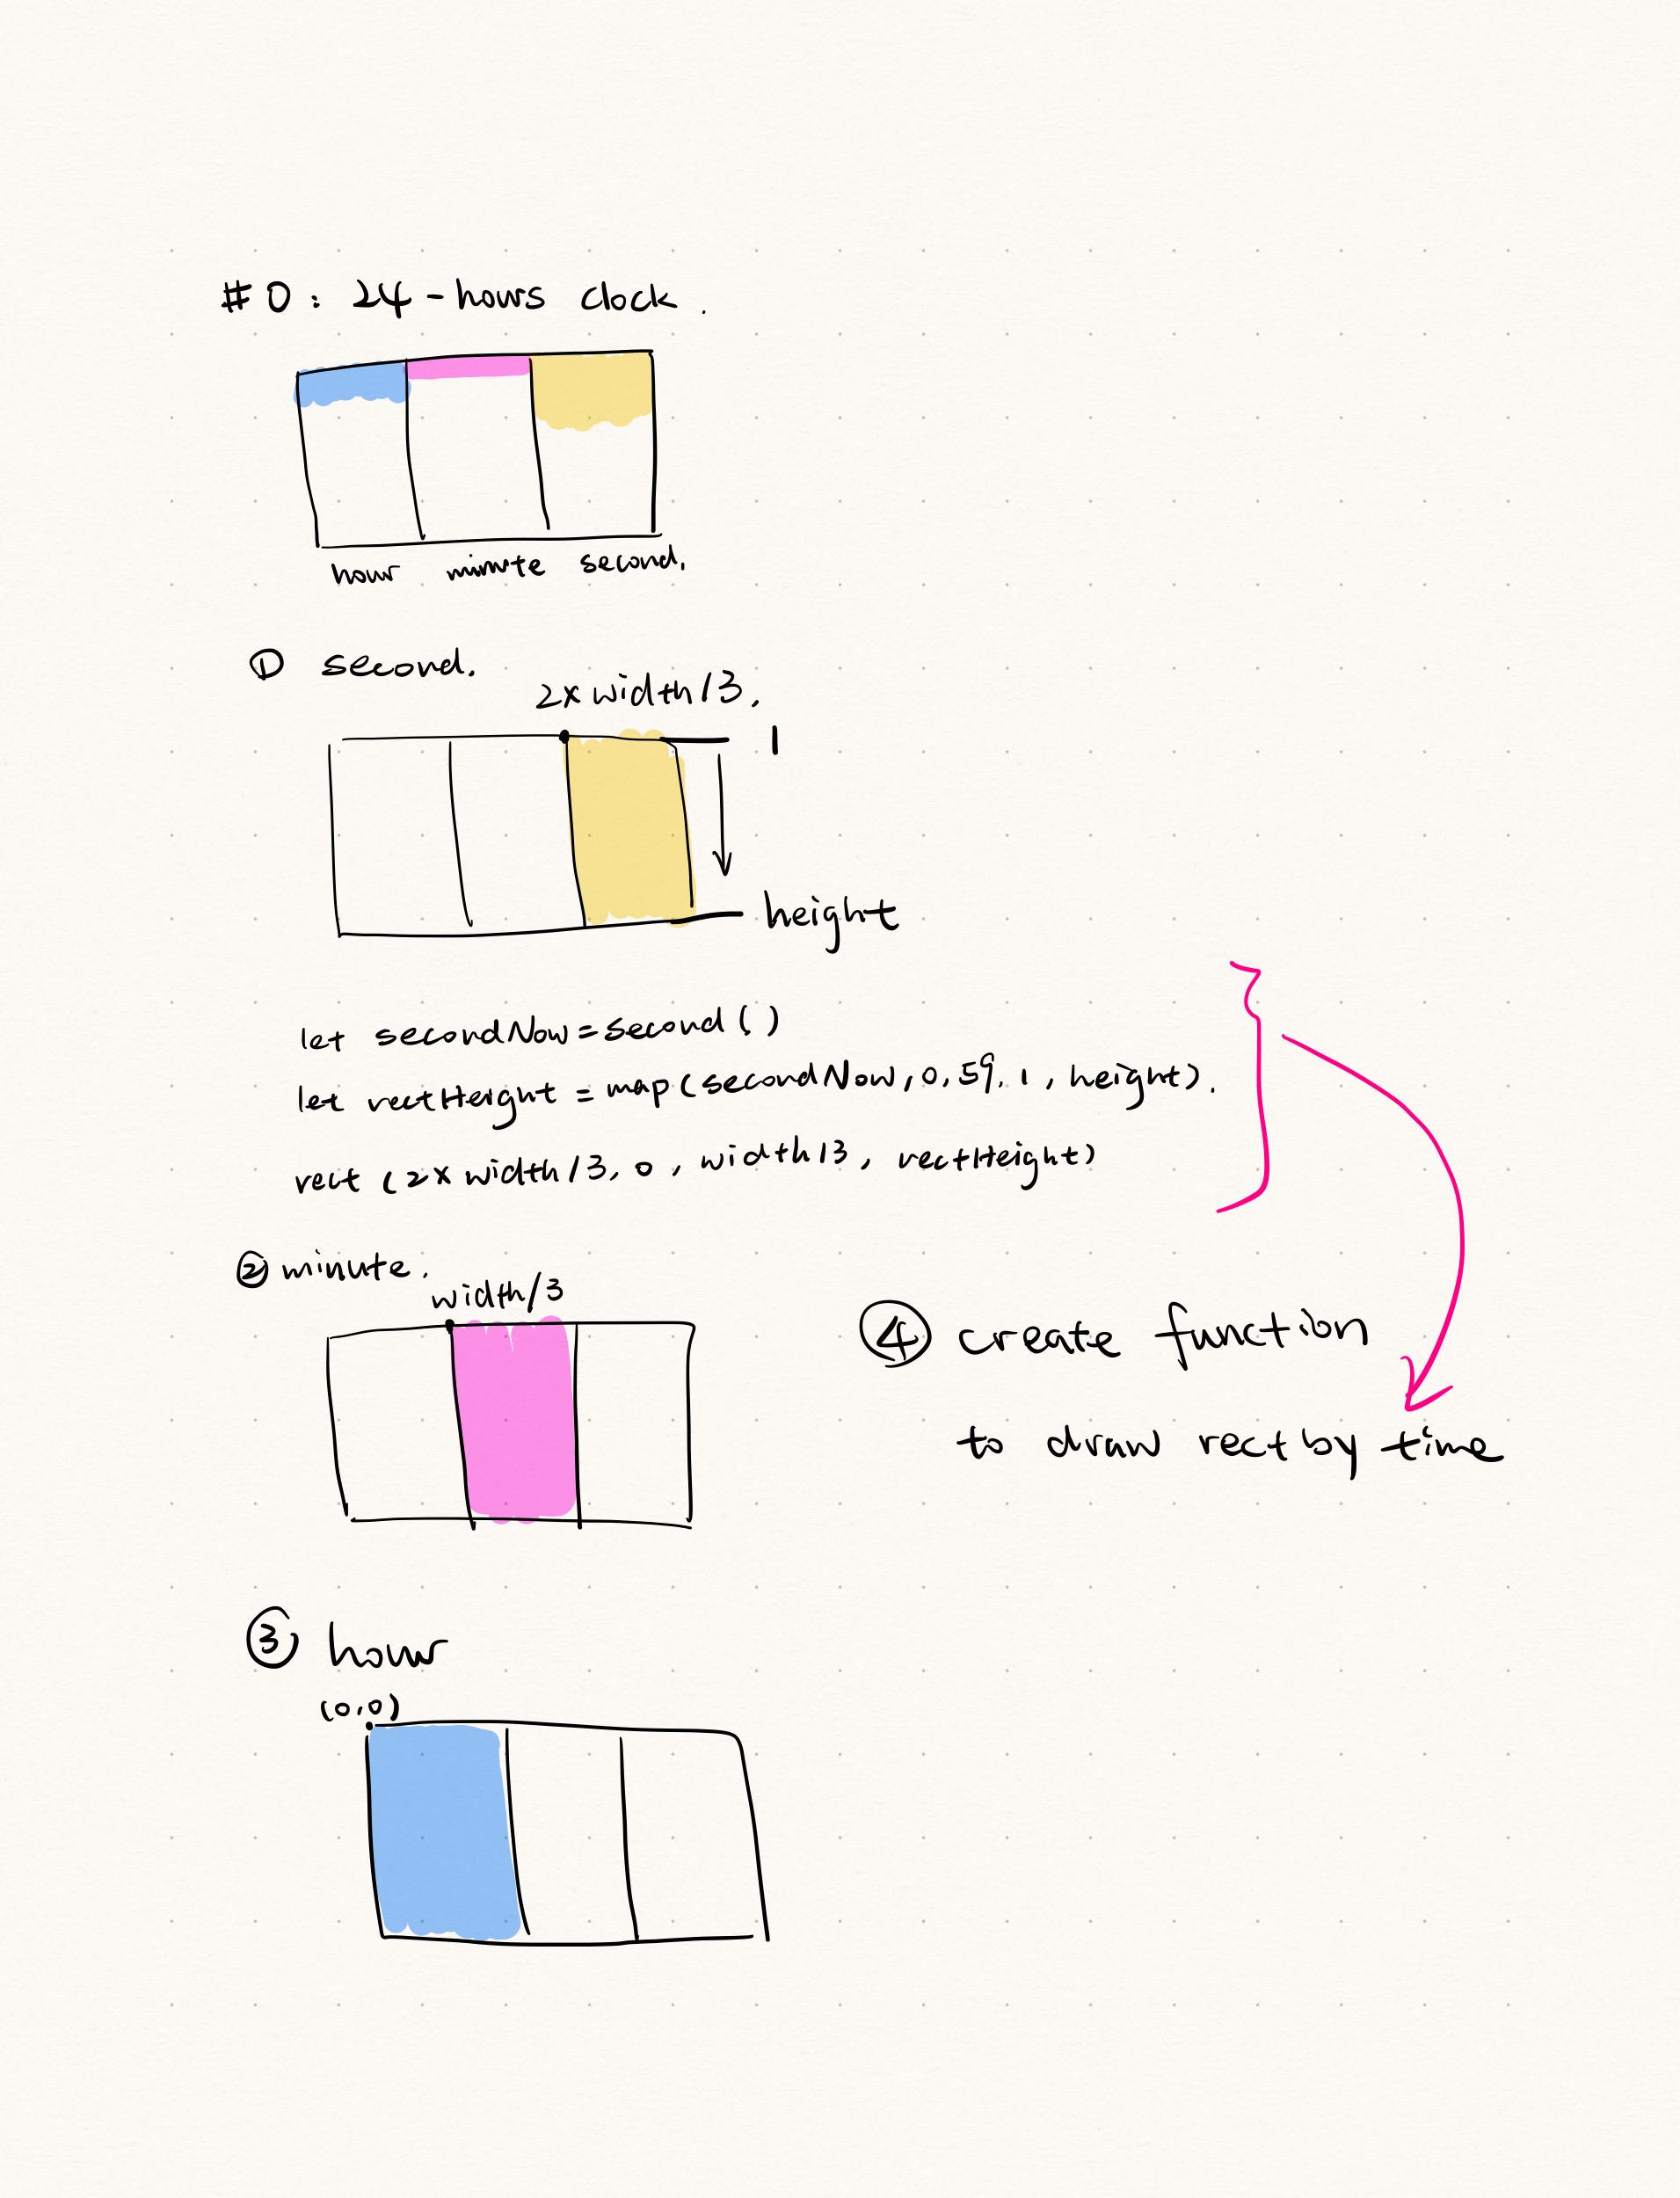 #0: 24-hours clock.
hour minute second.
① second.
2x width/3.
1
height
let secondNow = second()
let rectHeight = map(secondNow, 0, 59, 1, height).
rect (2x width/3, 0, width/3, rectHeight)
② minute.
width/3
④ create function
to draw rect by time
③ hour
(0,0)